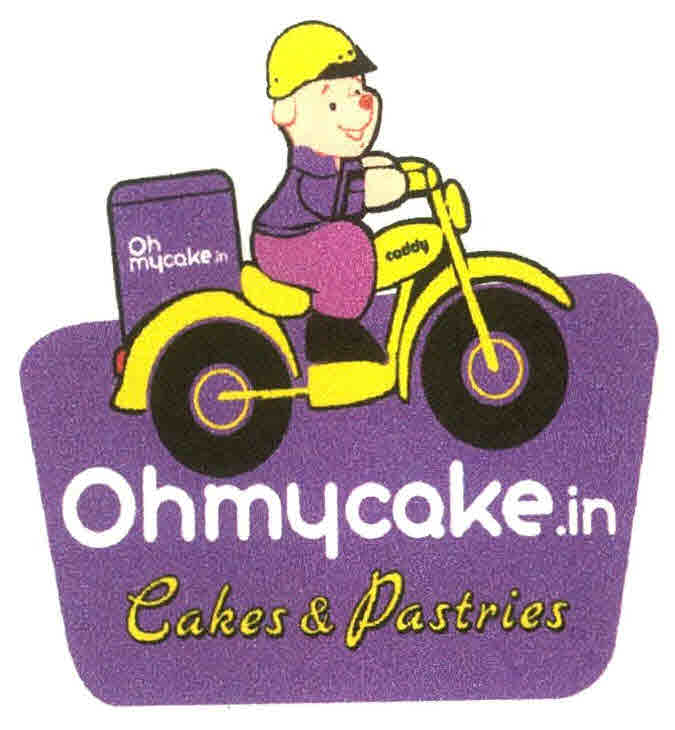 Oh
mycake.in
caddy
Ohmycake.in
Cakes & Pastries